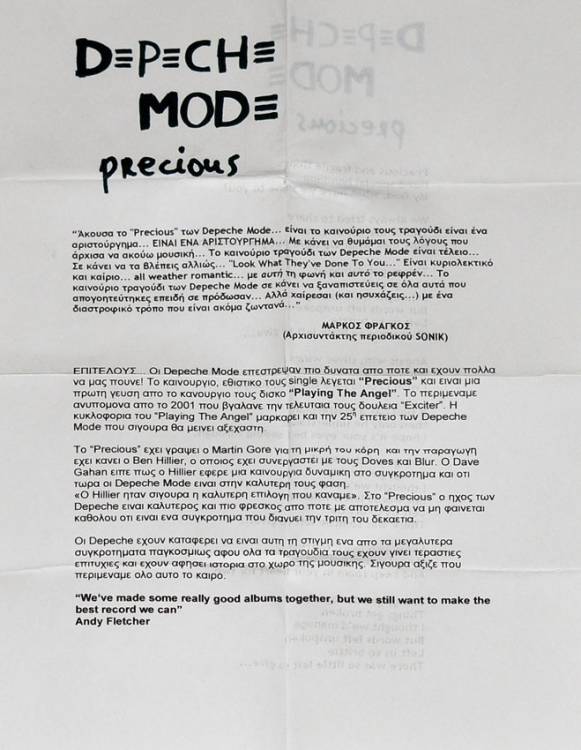 DEPECHE
MODE
precious
"Άκουσα το "Precious" των Depeche Mode... είναι το καινούριο τους τραγούδι είναι ένα
αριστούργημα... ΕΙΝΑΙ ΕΝΑ ΑΡΙΣΤΟΥΡΓΗΜΑ... Με κάνει να θυμάμαι τους λόγους που
άρχισα να ακούω μουσική... Το καινούριο τραγούδι των Depeche Mode είναι τέλειο...
Σε κάνει να τα βλέπεις αλλιώς... "Look What They've Done To You..." Είναι κυριολεκτικό
και καίριο... all weather romantic... με αυτή τη φωνή και αυτό το ρεφρέν... Το
καινούριο τραγούδι των Depeche Mode σε κάνει να ξαναπιστεύεις σε όλα αυτά που
απογοητεύτηκες επειδή σε πρόδωσαν... Αλλά χαίρεσαι (και ησυχάζεις...) με ένα
διαστροφικό τρόπο που είναι ακόμα ζωντανά..."
ΜΑΡΚΟΣ ΦΡΑΓΚΟΣ
(Αρχισυντάκτης περιοδικού SONIK)
ΕΠΙΤΕΛΟΥΣ... Οι Depeche Mode επεστρεψαν πιο δυνατα απο ποτε και εχουν πολλα
να μας πουνε! Το καινουργιο, εθιστικο τους single λεγεται "Precious" και ειναι μια
πρωτη γευση απο το κανουργιο τους δισκο "Playing The Angel". Το περιμεναμε
ανυπομονα απο το 2001 που βγαλανε την τελευταια τους δουλεια "Exciter". Η
κυκλοφορια του "Playing The Angel" μαρκαρει και την 25η επετειο των Depeche
Mode που σιγουρα θα μεινει αξεχαστη.
Το "Precious" έχει γραψει ο Martin Gore για τη μικρή του κόρη και την παραγωγη
εχει κανει ο Ben Hillier, ο οποιος εχει συνεργαστει με τους Doves και Blur. Ο Dave
Gahan ειπε πως ο Hillier εφερε μια καινουργια δυναμικη στο συγκροτημα και οτι
τωρα οι Depeche Mode ειναι στην καλυτερη τους φαση.
«Ο Hillier ηταν σιγουρα η καλυτερη επιλογη που καναμε». Στο "Precious" ο ηχος των
Depeche ειναι καλυτερος και πιο φρεσκος απο ποτε με αποτελεσμα να μη φαινεται
καθολου οτι ειναι ενα συγκροτημα που διανυει την τριτη του δεκαετια.
Οι Depeche εχουν καταφερει να ειναι αυτη τη στιγμη ενα απο τα μεγαλυτερα
συγκροτηματα παγκοσμιως αφου ολα τα τραγουδια τους εχουν γινει τεραστιες
επιτυχιες και εχουν αφησει ιστορια στο χωρο της μουσικης. Σιγουρα αξιζε που
περιμεναμε ολο αυτο το καιρο.
"We've made some really good albums together, but we still want to make the
best record we can"
Andy Fletcher